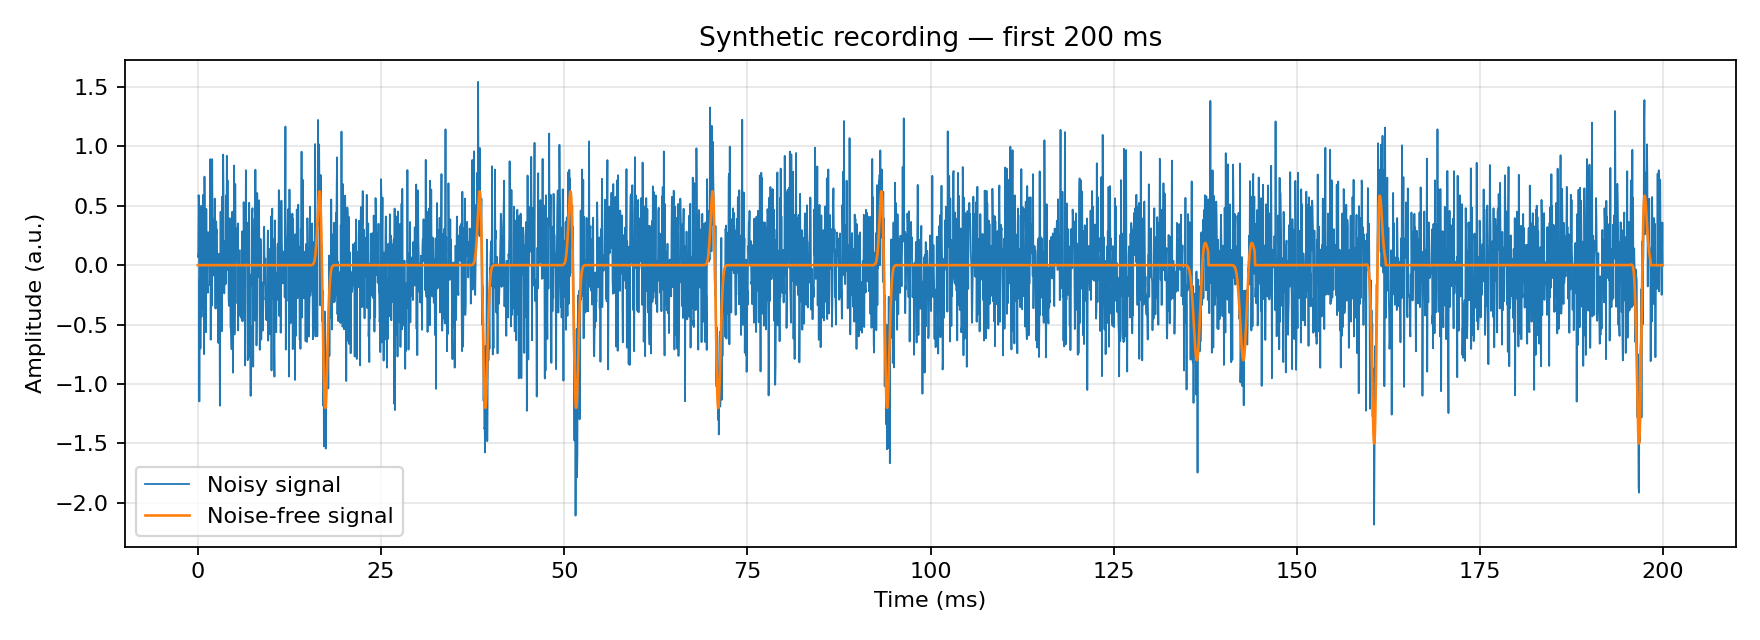 Synthetic recording — first 200 ms
Amplitude (a.u.)
1.5
1.0
0.5
0.0
−0.5
−1.0
−1.5
−2.0
Noisy signal
Noise-free signal
0 25 50 75 100 125 150 175 200
Time (ms)